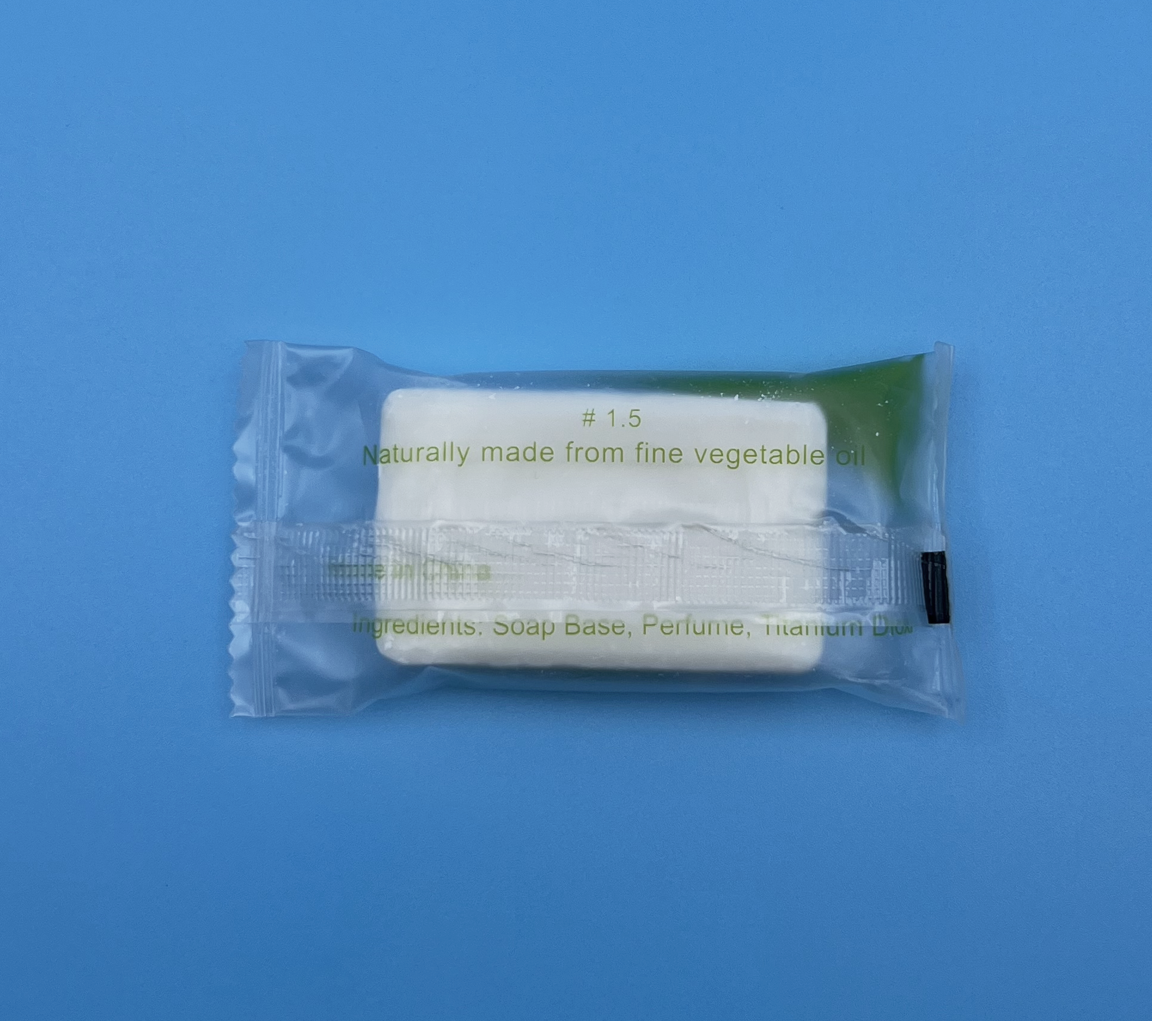 # 1.5
Naturally made from fine vegetable oil
Made in China
Ingredients: Soap Base, Perfume, Titanium